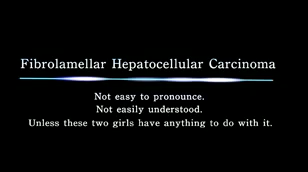 Fibrolamellar Hepatocellular Carcinoma
Not easy to pronounce.
Not easily understood.
Unless these two girls have anything to do with it.